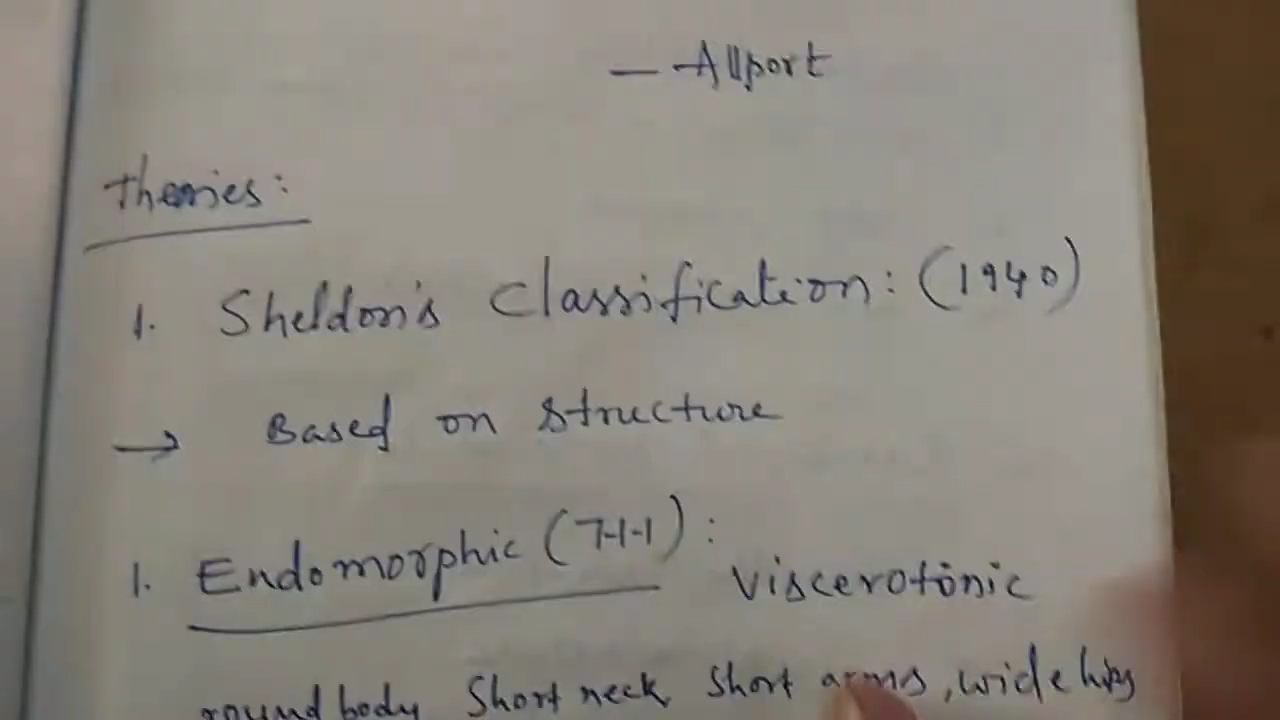 — Allport
Theories:
1. Sheldon's Classification: (1940)
→ Based on structure
1. Endomorphic (7-1-1): Viscerotonic
round body Short neck, Short arms, wide hips